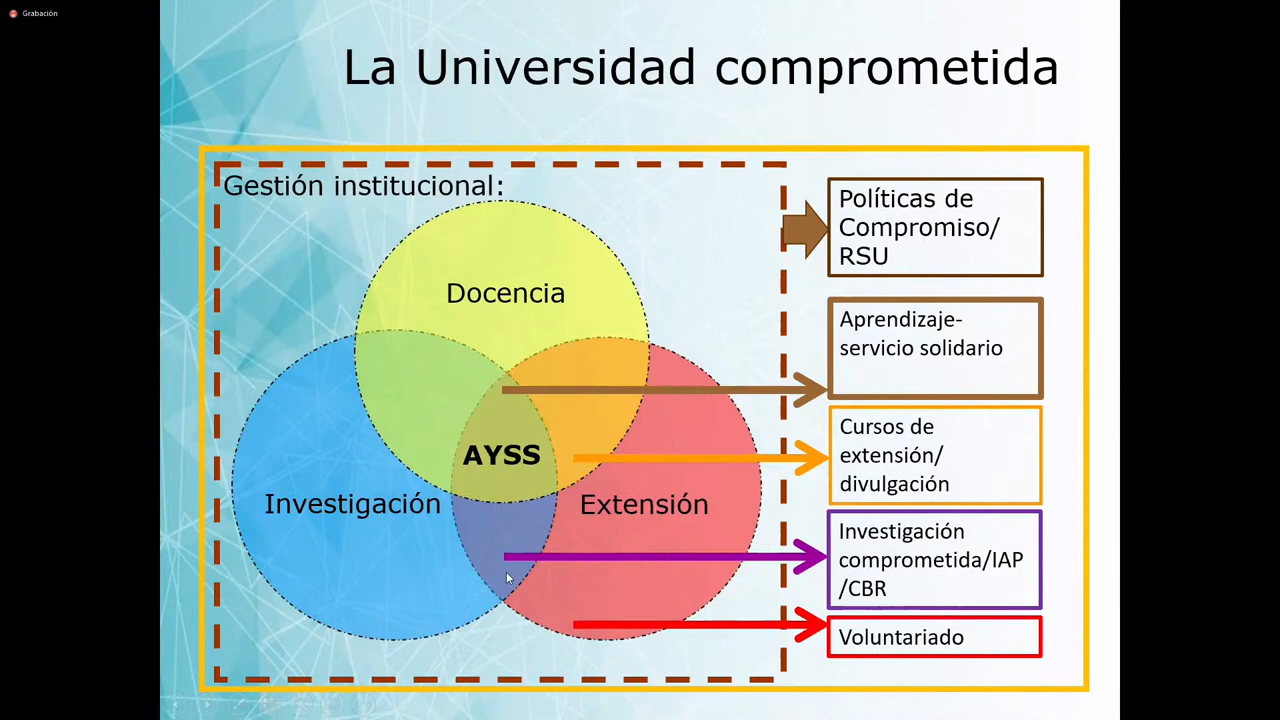 Grabación
La Universidad comprometida
Gestión institucional:
Docencia
AYSS
Investigación
Extensión
Políticas de
Compromiso/
RSU
Aprendizaje-
servicio solidario
Cursos de
extensión/
divulgación
Investigación
comprometida/IAP
/CBR
Voluntariado